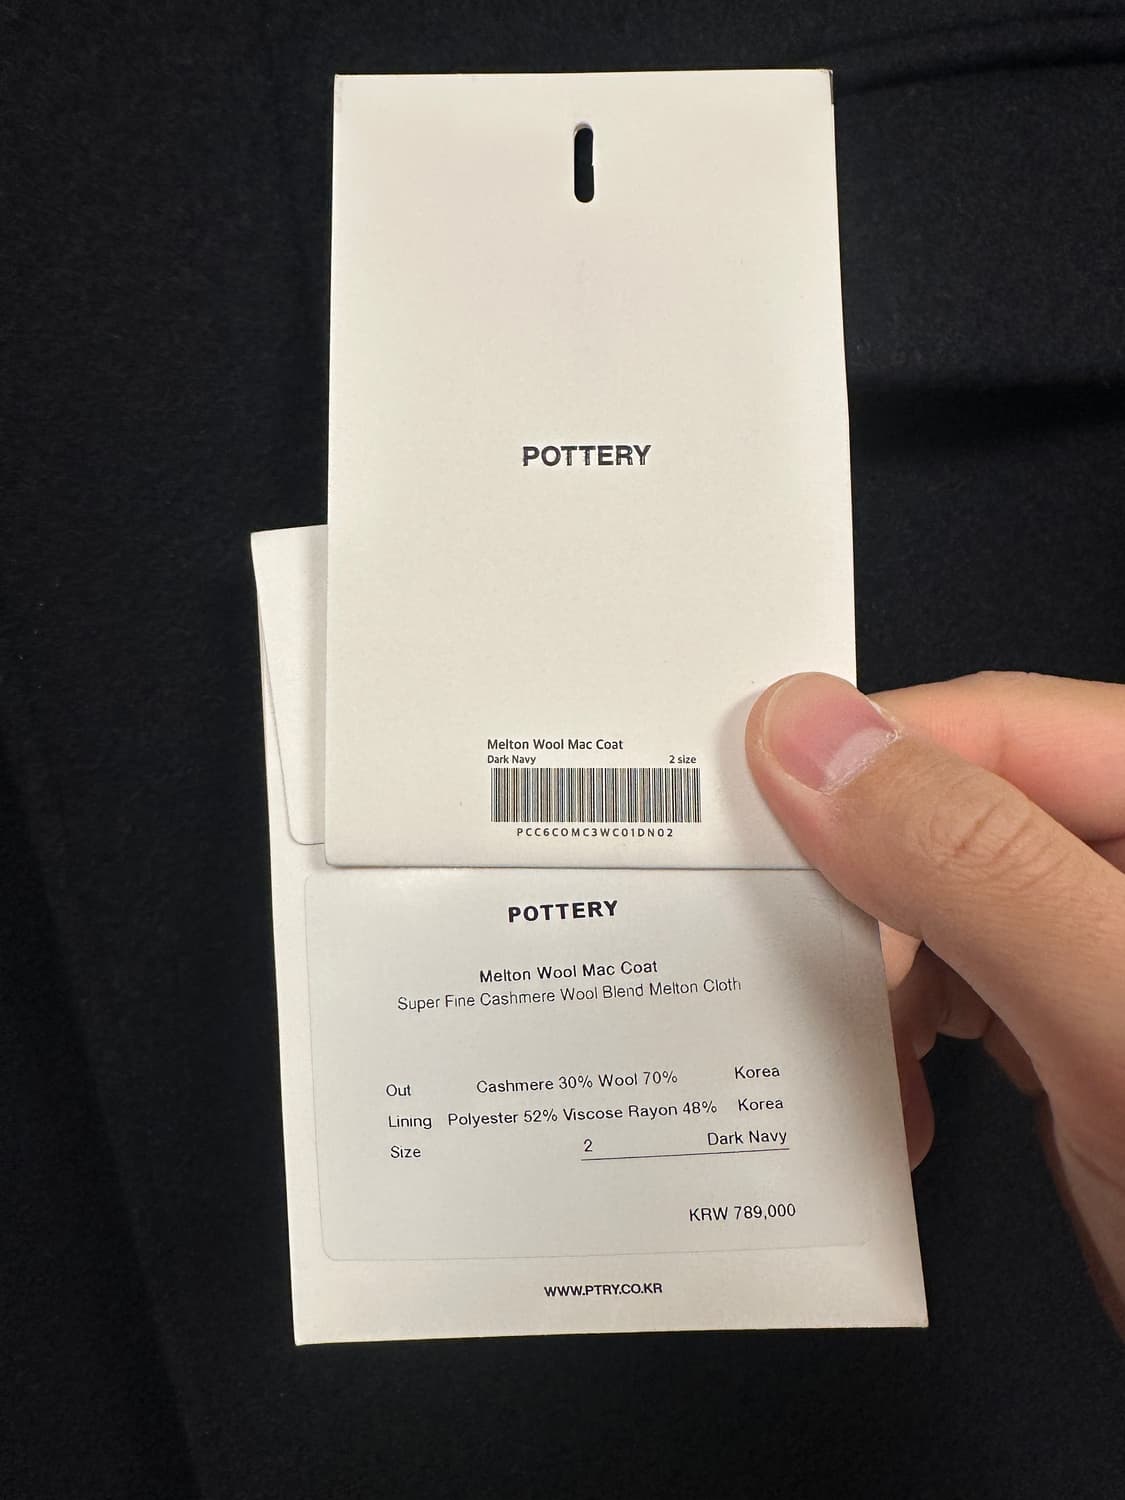 POTTERY
Melton Wool Mac Coat
Dark Navy 2 size
PCC6COMC3WC01DN02
POTTERY
Melton Wool Mac Coat
Super Fine Cashmere Wool Blend Melton Cloth
Out Cashmere 30% Wool 70% Korea
Lining Polyester 52% Viscose Rayon 48% Korea
Size 2 Dark Navy
KRW 789,000
WWW.PTRY.CO.KR